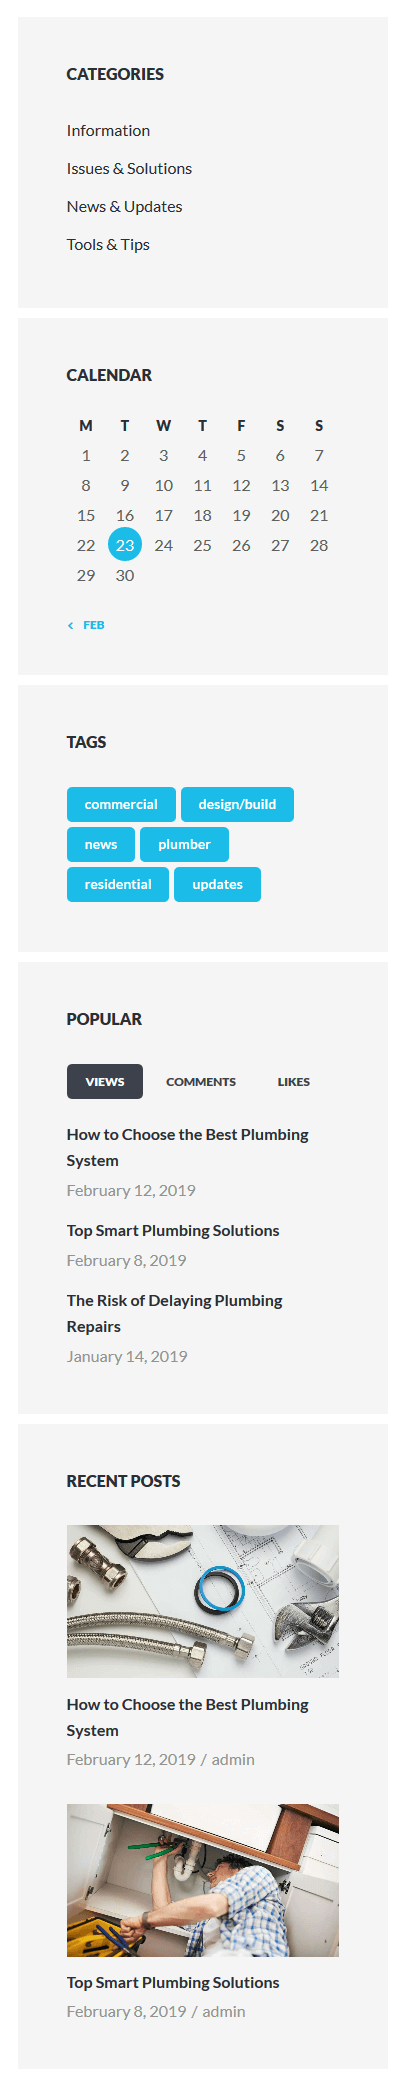 CATEGORIES
Information
Issues & Solutions
News & Updates
Tools & Tips
CALENDAR
M T W T F S S
1 2 3 4 5 6 7
8 9 10 11 12 13 14
15 16 17 18 19 20 21
22 23 24 25 26 27 28
29 30
‹ FEB
TAGS
commercial design/build
news plumber
residential updates
POPULAR
VIEWS COMMENTS LIKES
How to Choose the Best Plumbing
System
February 12, 2019
Top Smart Plumbing Solutions
February 8, 2019
The Risk of Delaying Plumbing
Repairs
January 14, 2019
RECENT POSTS
How to Choose the Best Plumbing
System
February 12, 2019 / admin
Top Smart Plumbing Solutions
February 8, 2019 / admin